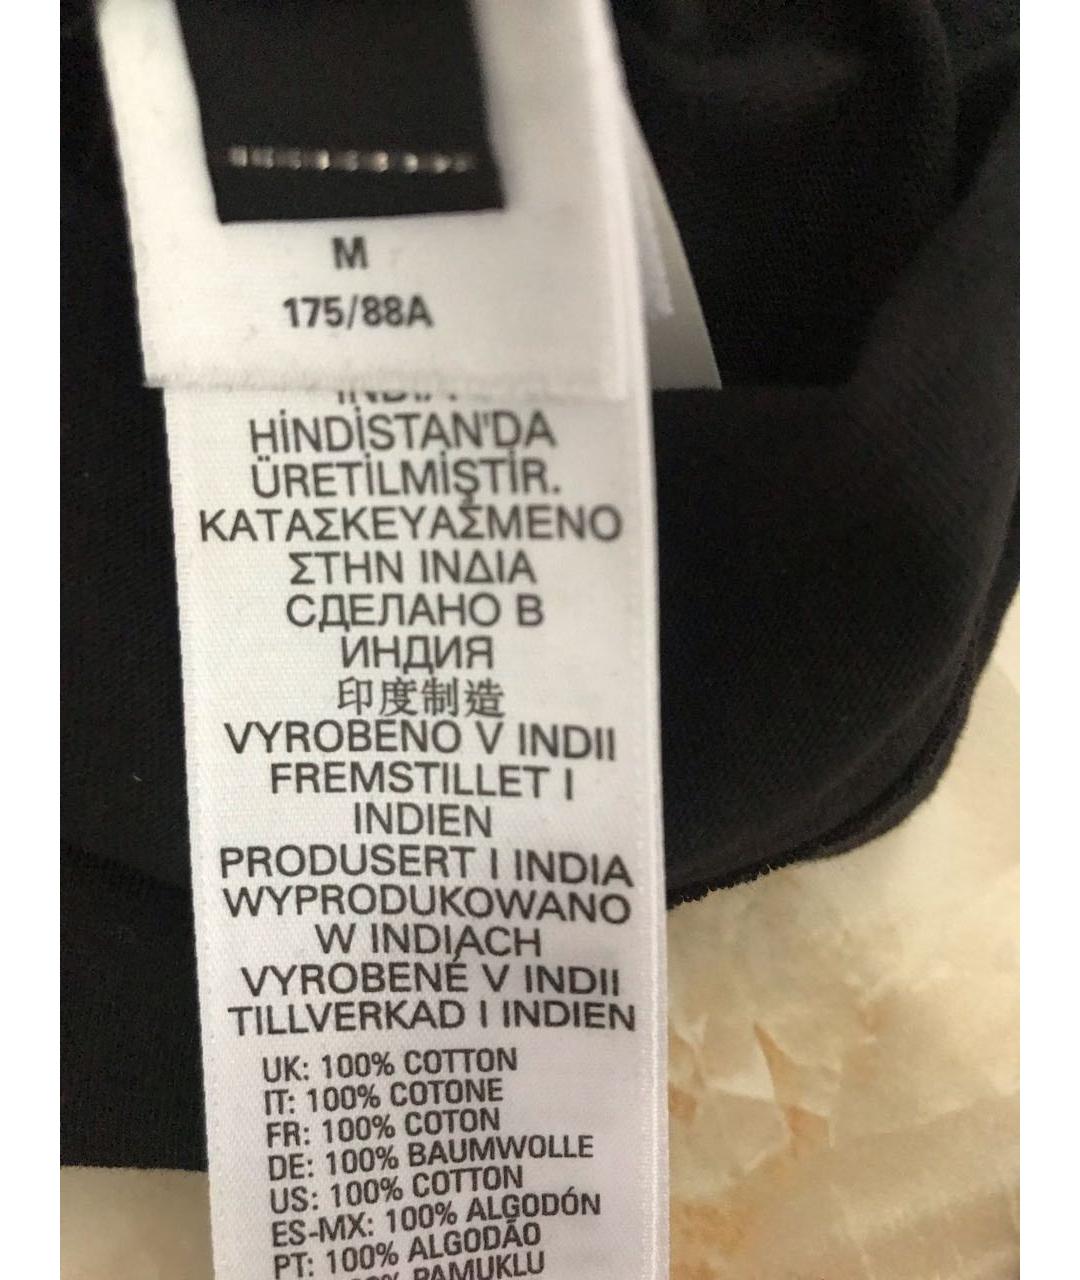 M
175/88A
HİNDİSTAN'DA
ÜRETİLMİŞTİR.
ΚΑΤΑΣΚΕΥΑΣΜΕΝΟ
ΣΤΗΝ ΙΝΔΙΑ
СДЕЛАНО В
ИНДИЯ
印度制造
VYROBENO V INDII
FREMSTILLET I
INDIEN
PRODUSERT I INDIA
WYPRODUKOWANO
W INDIACH
VYROBENÉ V INDII
TILLVERKAD I INDIEN
UK: 100% COTTON
IT: 100% COTONE
FR: 100% COTON
DE: 100% BAUMWOLLE
US: 100% COTTON
ES-MX: 100% ALGODÓN
PT: 100% ALGODÃO
PAMUKLU